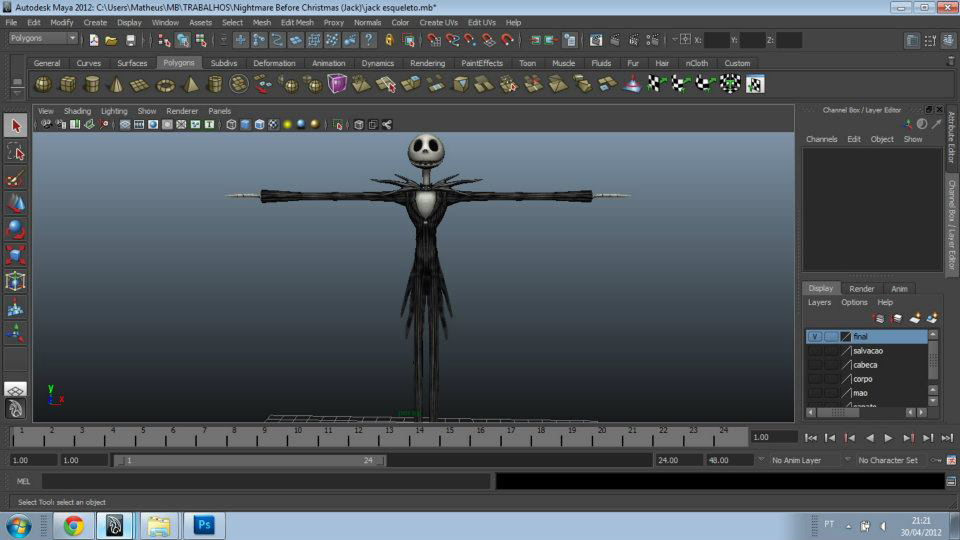 Autodesk Maya 2012: C:\Users\Matheus\MB\TRABALHOS\Nightmare Before Christmas (Jack)\jack esqueleto.mb*
File Modify Create Display Window Assets Select Mesh Edit Mesh Proxy Normals Color Create UVs Edit UVs Help
Polygons X: Y: Z:
General Curves Surfaces Polygons Subdivs Deformation Animation Dynamics Rendering PaintEffects Toon Muscle Fluids Fur Hair nCloth Custom
View Shading Lighting Show Renderer Panels
Channel Box / Layer Editor
Channels Edit Object Show
Attribute Editor
Channel Box / Layer Editor
Display Render Anim
Layers Options Help
V final
salvacao
cabeca
corpo
mao
sapato
y
x
persp
1 2 3 4 5 6 7 8 9 10 11 12 13 14 15 16 17 18 19 20 21 22 23 24 1.00
1.00 1.00 1 24 24.00 48.00 No Anim Layer No Character Set
MEL
Select Tool: select an object
Ps PT 21:21
30/04/2012